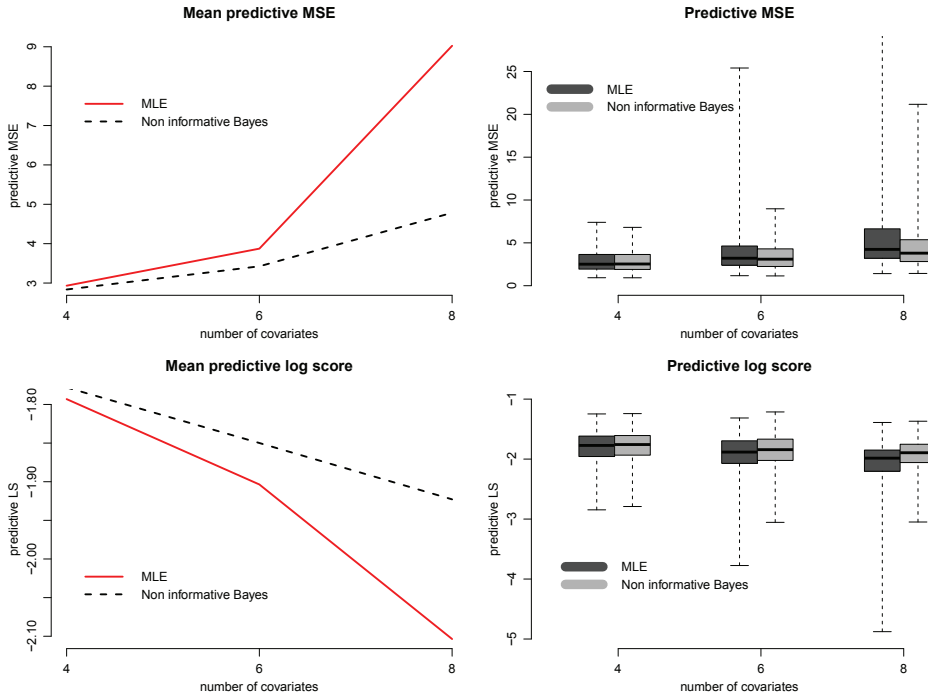 Mean predictive MSE
predictive MSE
9
8
7
6
5
4
3
MLE
Non informative Bayes
4 6 8
number of covariates
Predictive MSE
predictive MSE
25
20
15
10
5
0
MLE
Non informative Bayes
4 6 8
number of covariates
Mean predictive log score
predictive LS
−1.80
−1.90
−2.00
−2.10
MLE
Non informative Bayes
4 6 8
number of covariates
Predictive log score
predictive LS
−1
−2
−3
−4
−5
MLE
Non informative Bayes
4 6 8
number of covariates